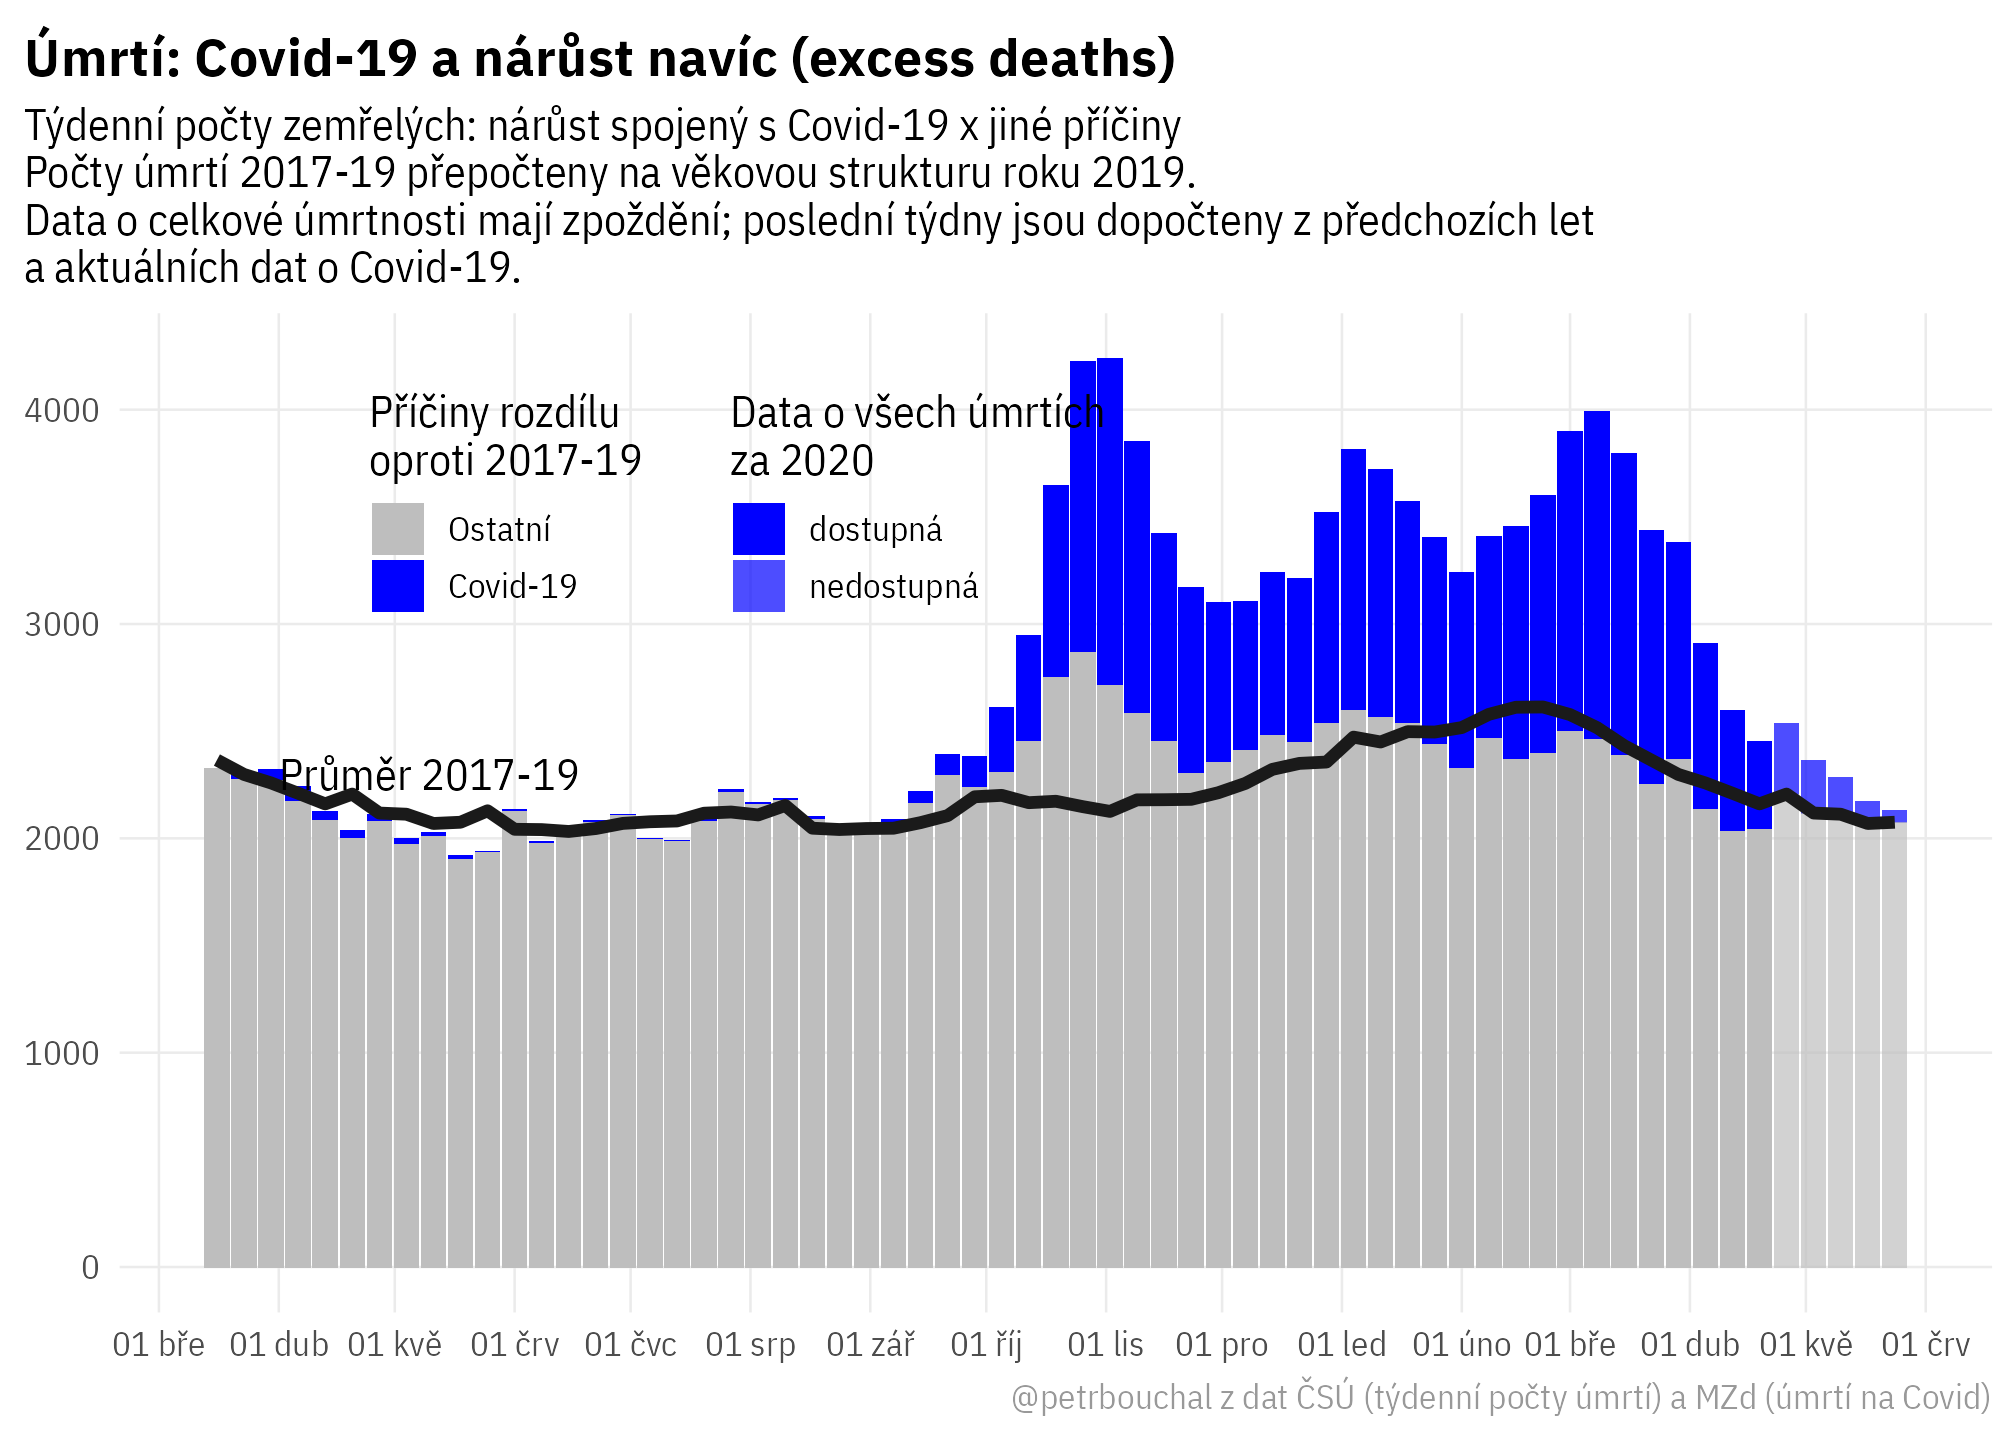 Úmrtí: Covid-19 a nárůst navíc (excess deaths)
Týdenní počty zemřelých: nárůst spojený s Covid-19 x jiné příčiny
Počty úmrtí 2017-19 přepočteny na věkovou strukturu roku 2019.
Data o celkové úmrtnosti mají zpoždění; poslední týdny jsou dopočteny z předchozích let
a aktuálních dat o Covid-19.
4000
3000
2000
1000
0
Příčiny rozdílu
oproti 2017-19
Ostatní
Covid-19
Data o všech úmrtích
za 2020
dostupná
nedostupná
Průměr 2017-19
01 bře
01 dub
01 kvě
01 črv
01 čvc
01 srp
01 zář
01 říj
01 lis
01 pro
01 led
01 úno
01 bře
01 dub
01 kvě
01 črv
@petrbouchal z dat ČSÚ (týdenní počty úmrtí) a MZd (úmrtí na Covid)